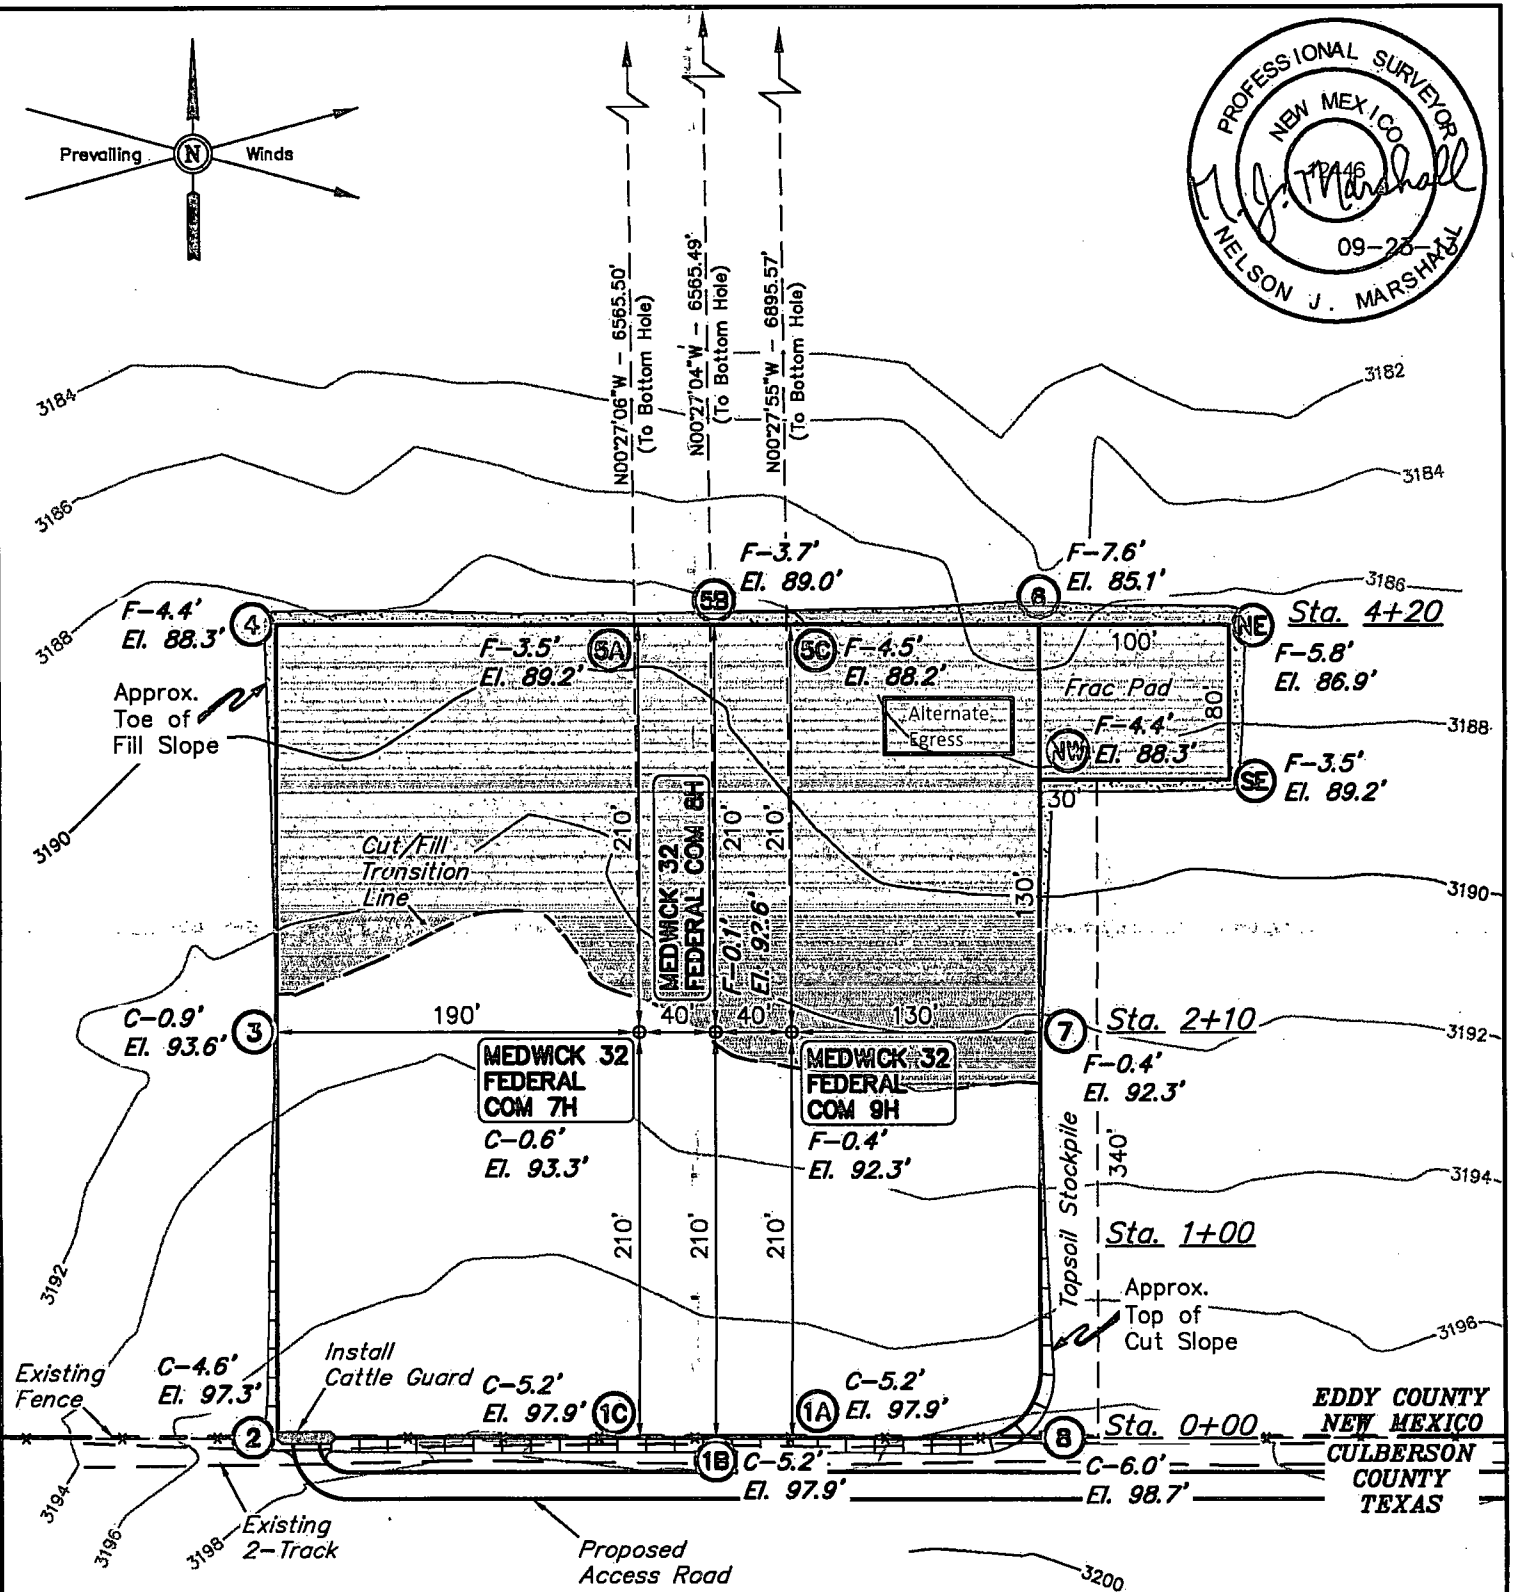 PROFESSIONAL SURVEYOR
NEW MEXICO
12446
N. J. Marshall
NELSON J. MARSHALL
Prevailing
N
Winds
N00°27'06"W - 6565.50'
(To Bottom Hole)
N00°27'04"W - 6565.49'
(To Bottom Hole)
N00°27'55"W - 6895.57'
(To Bottom Hole)
3184
3182
3186
3184
3188
3186
F-4.4'
El. 88.3'
4
F-3.7'
El. 89.0'
5B
F-7.6'
El. 85.1'
6
NE
Sta. 4+20
F-5.8'
El. 86.9'
F-3.5'
El. 89.2'
5A
5C
F-4.5'
El. 88.2'
100'
80'
Frac Pad
NW
F-4.4'
El. 88.3'
Alternate
Egress
3188
SE
F-3.5'
El. 89.2'
Approx.
Toe of
Fill Slope
3190
30'
130'
3190
Cut/Fill
Transition
Line
210'
210'
210'
MEDWICK 32
FEDERAL COM 8H
F-0.1'
El. 92.6'
C-0.9'
El. 93.6'
3
190'
40'
40'
130'
7
Sta. 2+10
3192
F-0.4'
El. 92.3'
MEDWICK 32
FEDERAL
COM 7H
C-0.6'
El. 93.3'
MEDWICK 32
FEDERAL
COM 9H
F-0.4'
El. 92.3'
Topsoil Stockpile
340'
3194
210'
210'
210'
Sta. 1+00
3192
Approx.
Top of
Cut Slope
3196
Existing
Fence
C-4.6'
El. 97.3'
2
Install
Cattle Guard
C-5.2'
El. 97.9'
1C
1A
C-5.2'
El. 97.9'
1B
C-5.2'
El. 97.9'
8
Sta. 0+00
C-6.0'
El. 98.7'
EDDY COUNTY
NEW MEXICO
CULBERSON
COUNTY
TEXAS
3194
3196
3198
Existing
2-Track
Proposed
Access Road
3200